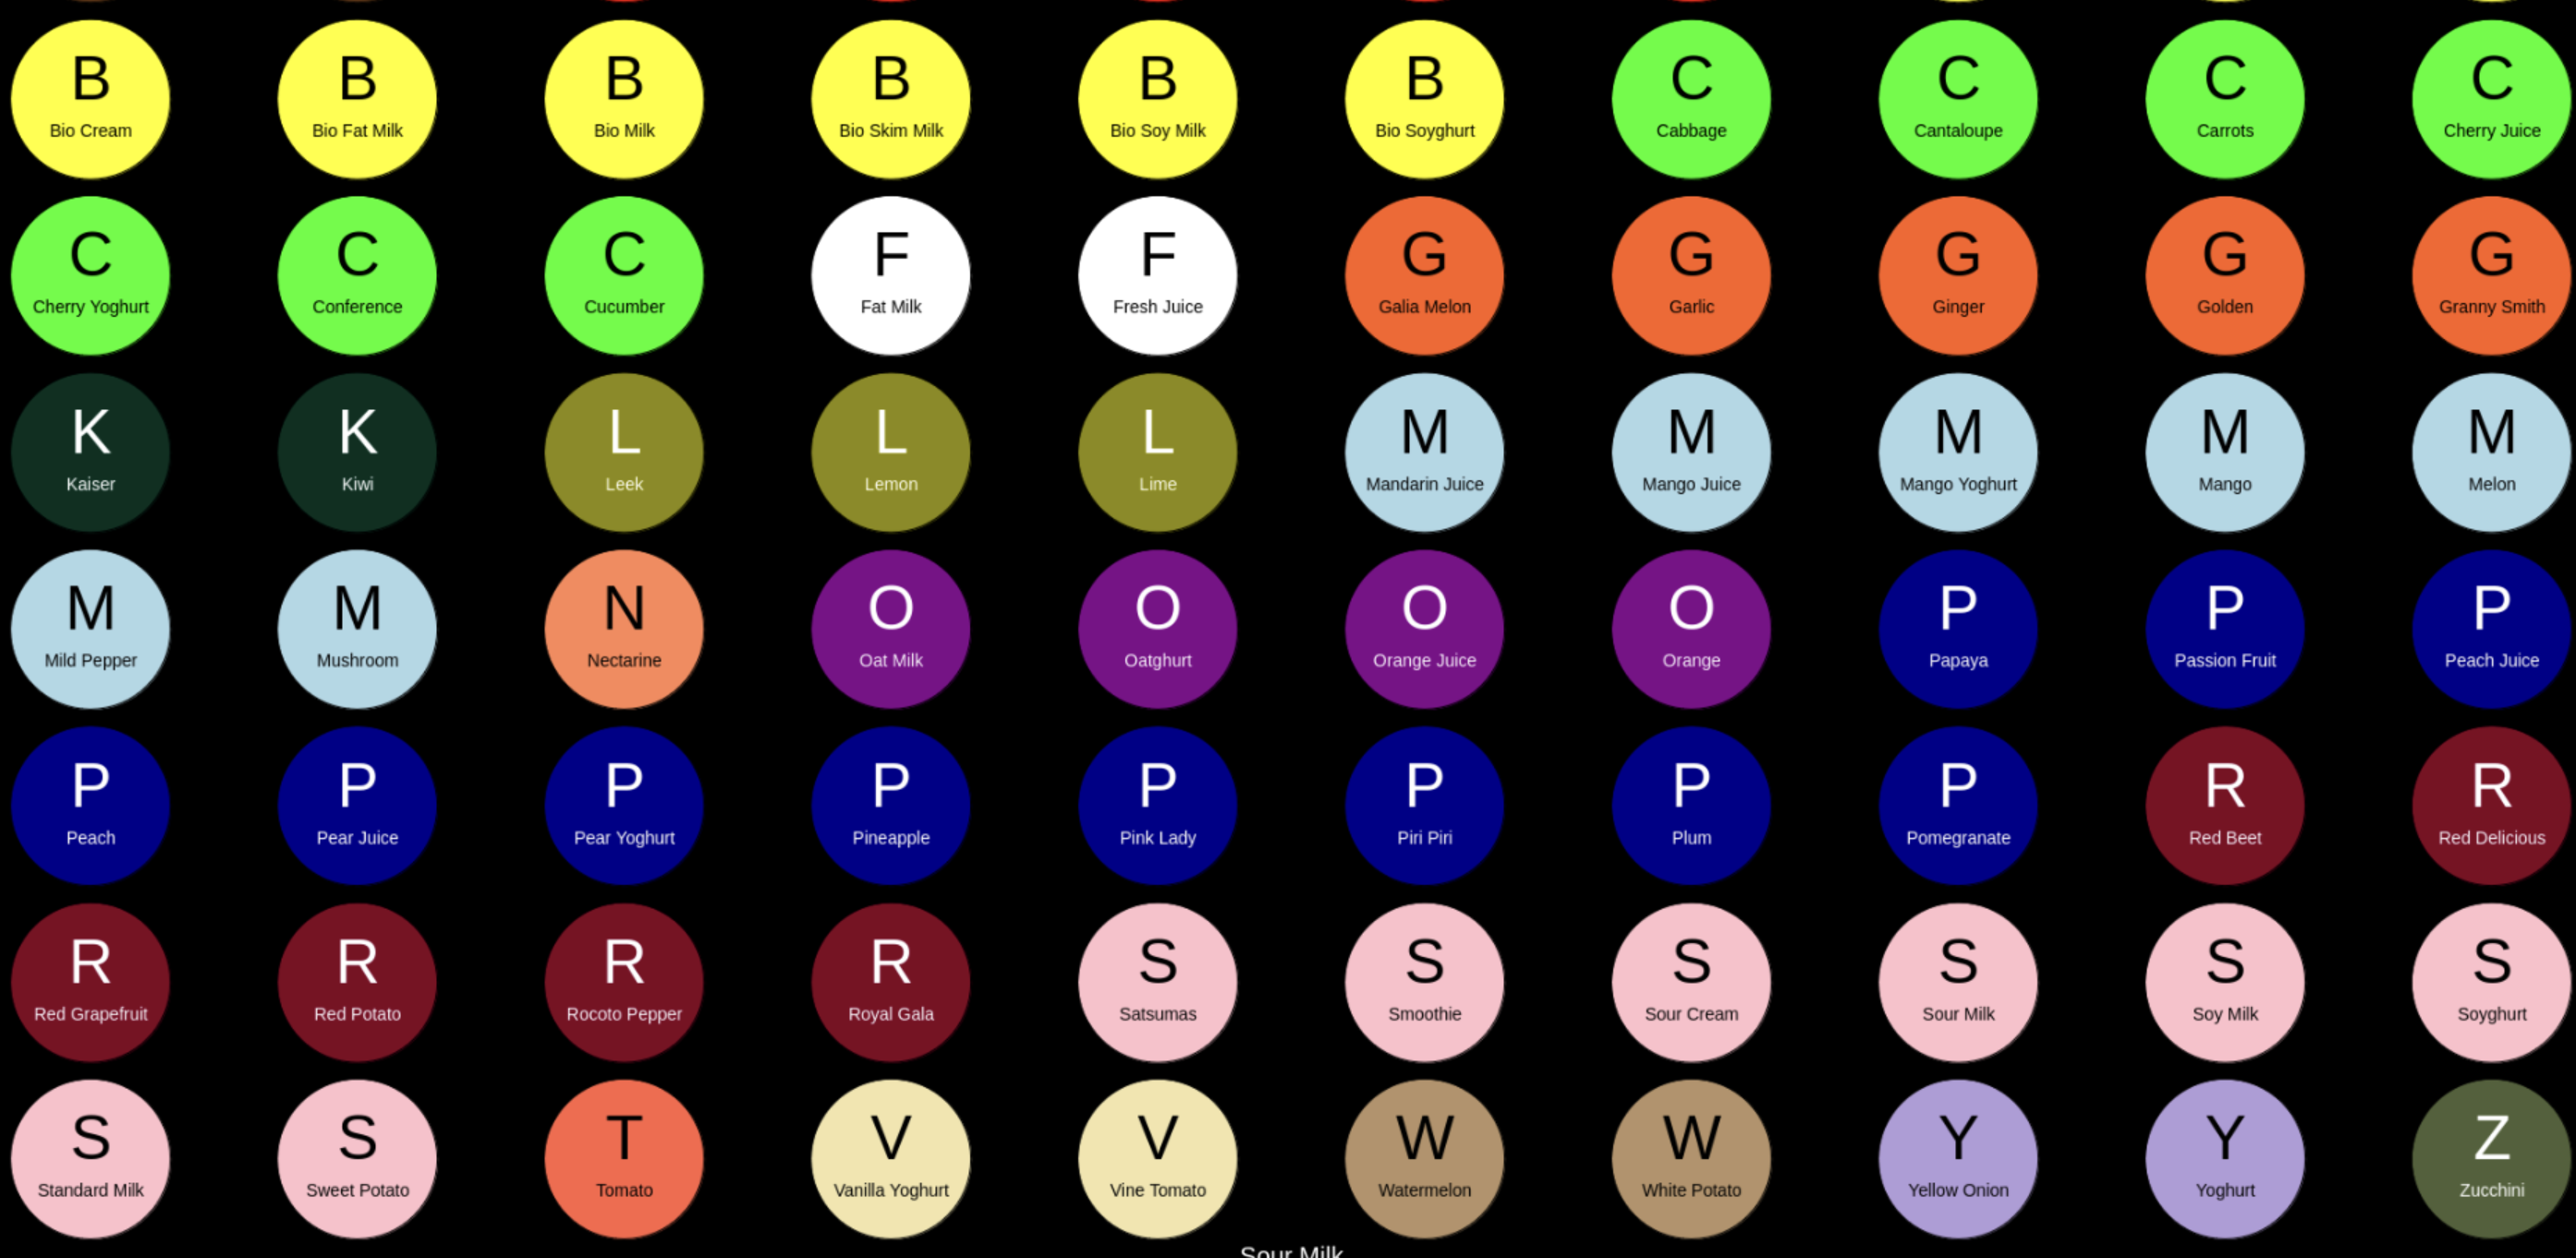 B B B B B B C C C C
Bio Cream Bio Fat Milk Bio Milk Bio Skim Milk Bio Soy Milk Bio Soyghurt Cabbage Cantaloupe Carrots Cherry Juice
C C C F F G G G G G
Cherry Yoghurt Conference Cucumber Fat Milk Fresh Juice Galia Melon Garlic Ginger Golden Granny Smith
K K L L L M M M M M
Kaiser Kiwi Leek Lemon Lime Mandarin Juice Mango Juice Mango Yoghurt Mango Melon
M M N O O O O P P P
Mild Pepper Mushroom Nectarine Oat Milk Oatghurt Orange Juice Orange Papaya Passion Fruit Peach Juice
P P P P P P P P R R
Peach Pear Juice Pear Yoghurt Pineapple Pink Lady Piri Piri Plum Pomegranate Red Beet Red Delicious
R R R R S S S S S S
Red Grapefruit Red Potato Rocoto Pepper Royal Gala Satsumas Smoothie Sour Cream Sour Milk Soy Milk Soyghurt
S S T V V W W Y Y Z
Standard Milk Sweet Potato Tomato Vanilla Yoghurt Vine Tomato Watermelon White Potato Yellow Onion Yoghurt Zucchini
Sour Milk